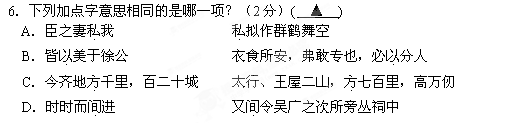 6．下列加点字意思相同的是哪一项？（2分）(▲)
A．臣之妻私我 私拟作群鹤舞空
B．皆以美于徐公 衣食所安，弗敢专也，必以分人
C．今齐地方千里，百二十城 太行、王屋二山，方七百里，高万仞
D．时时而间进 又间令吴广之次所旁丛祠中